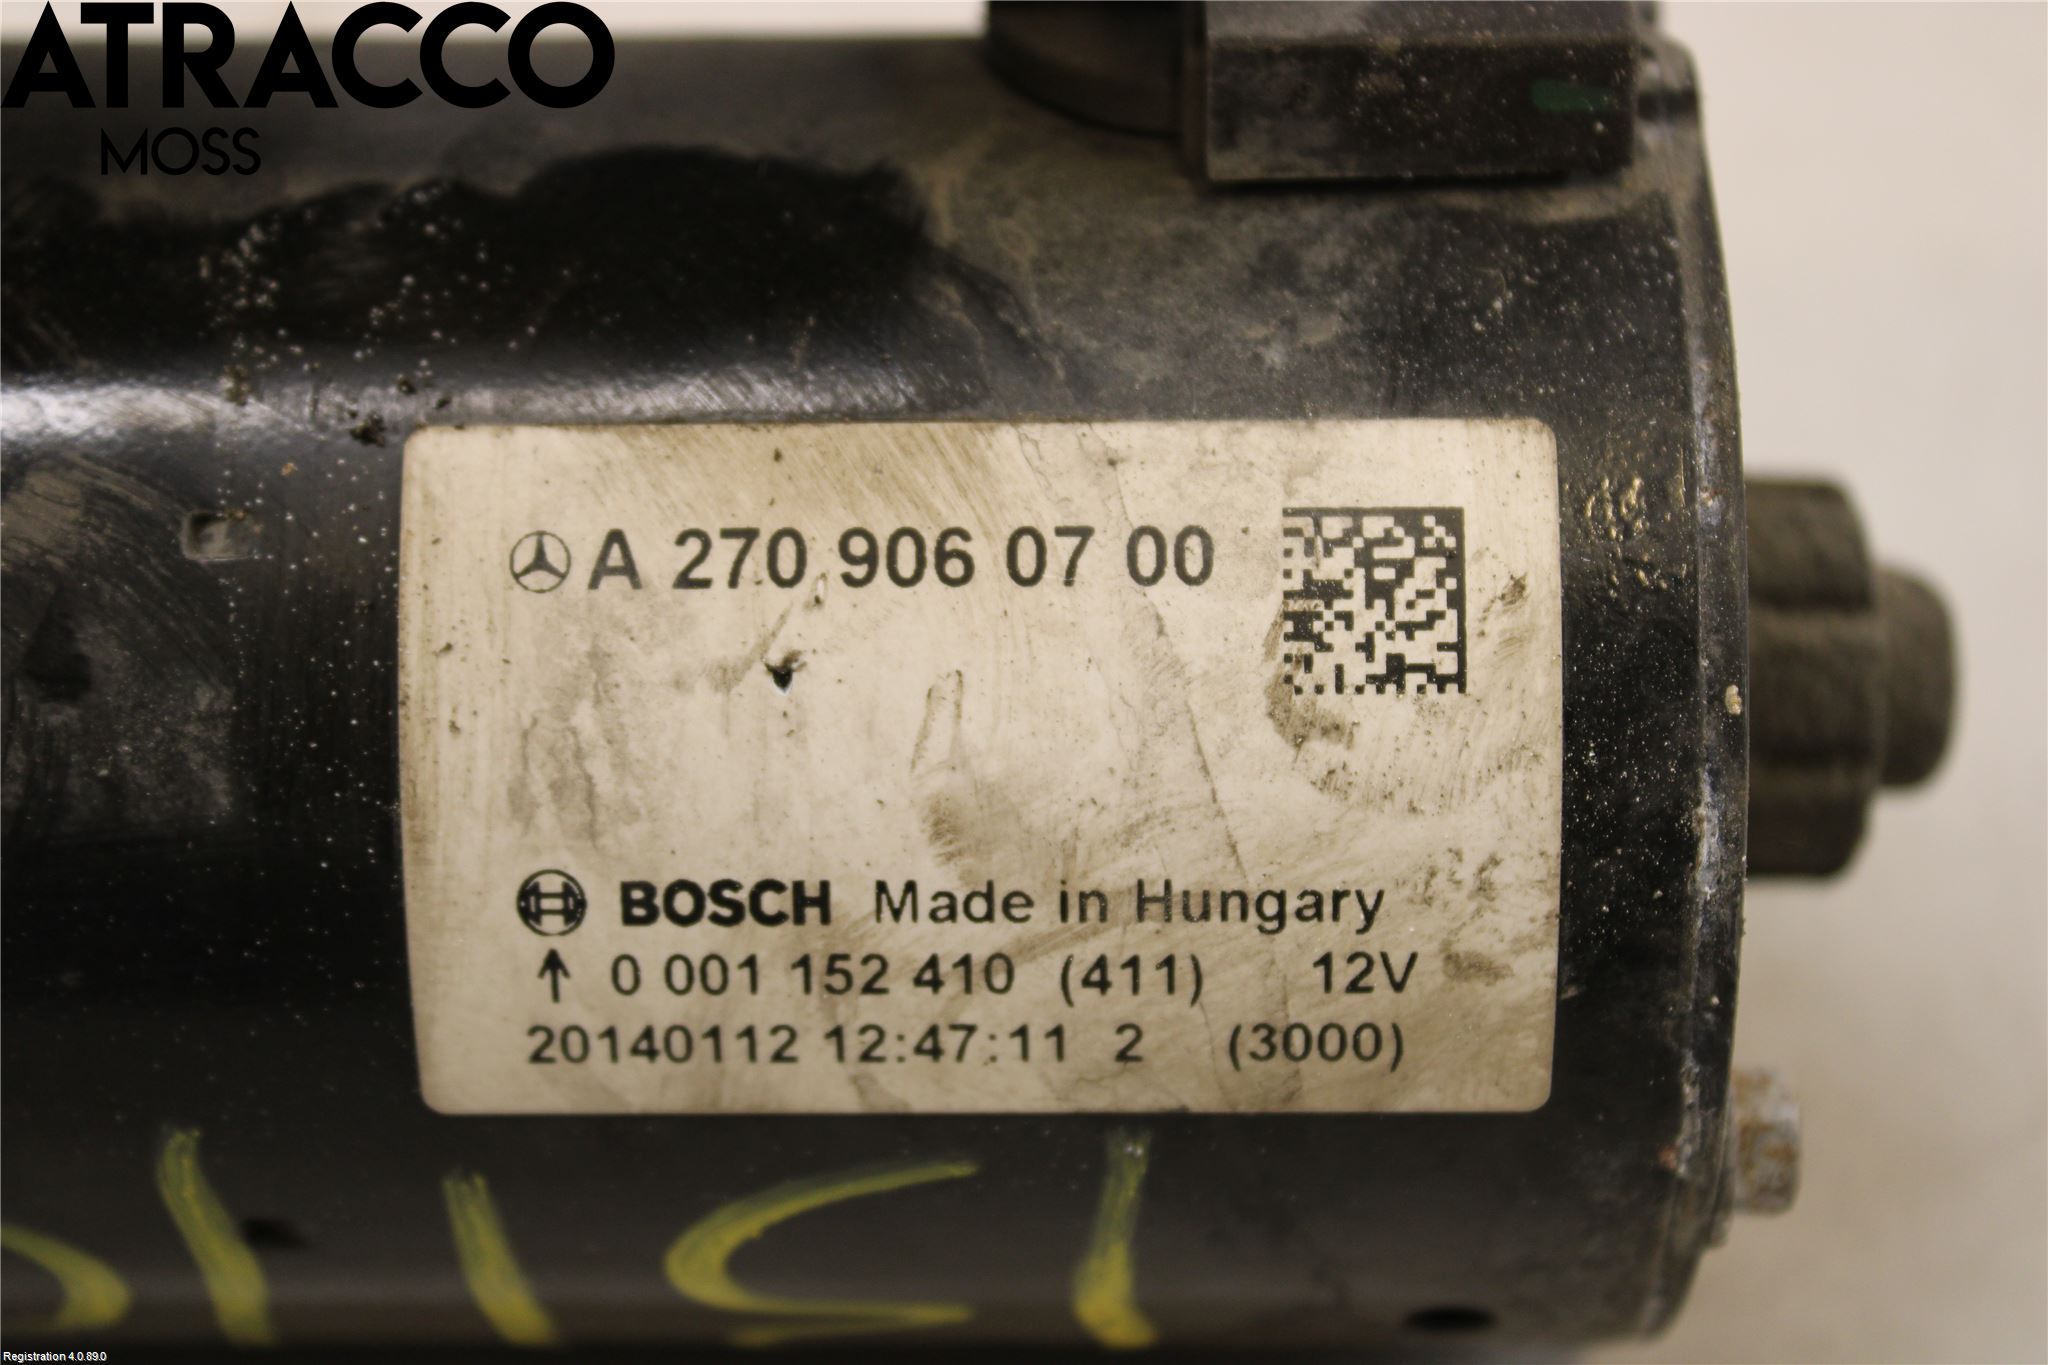 ATRACCO
MOSS
A 270 906 07 00
BOSCH Made in Hungary
↑ 0 001 152 410 (411) 12V
20140112 12:47:11 2 (3000)
Registration 4.0.89.0